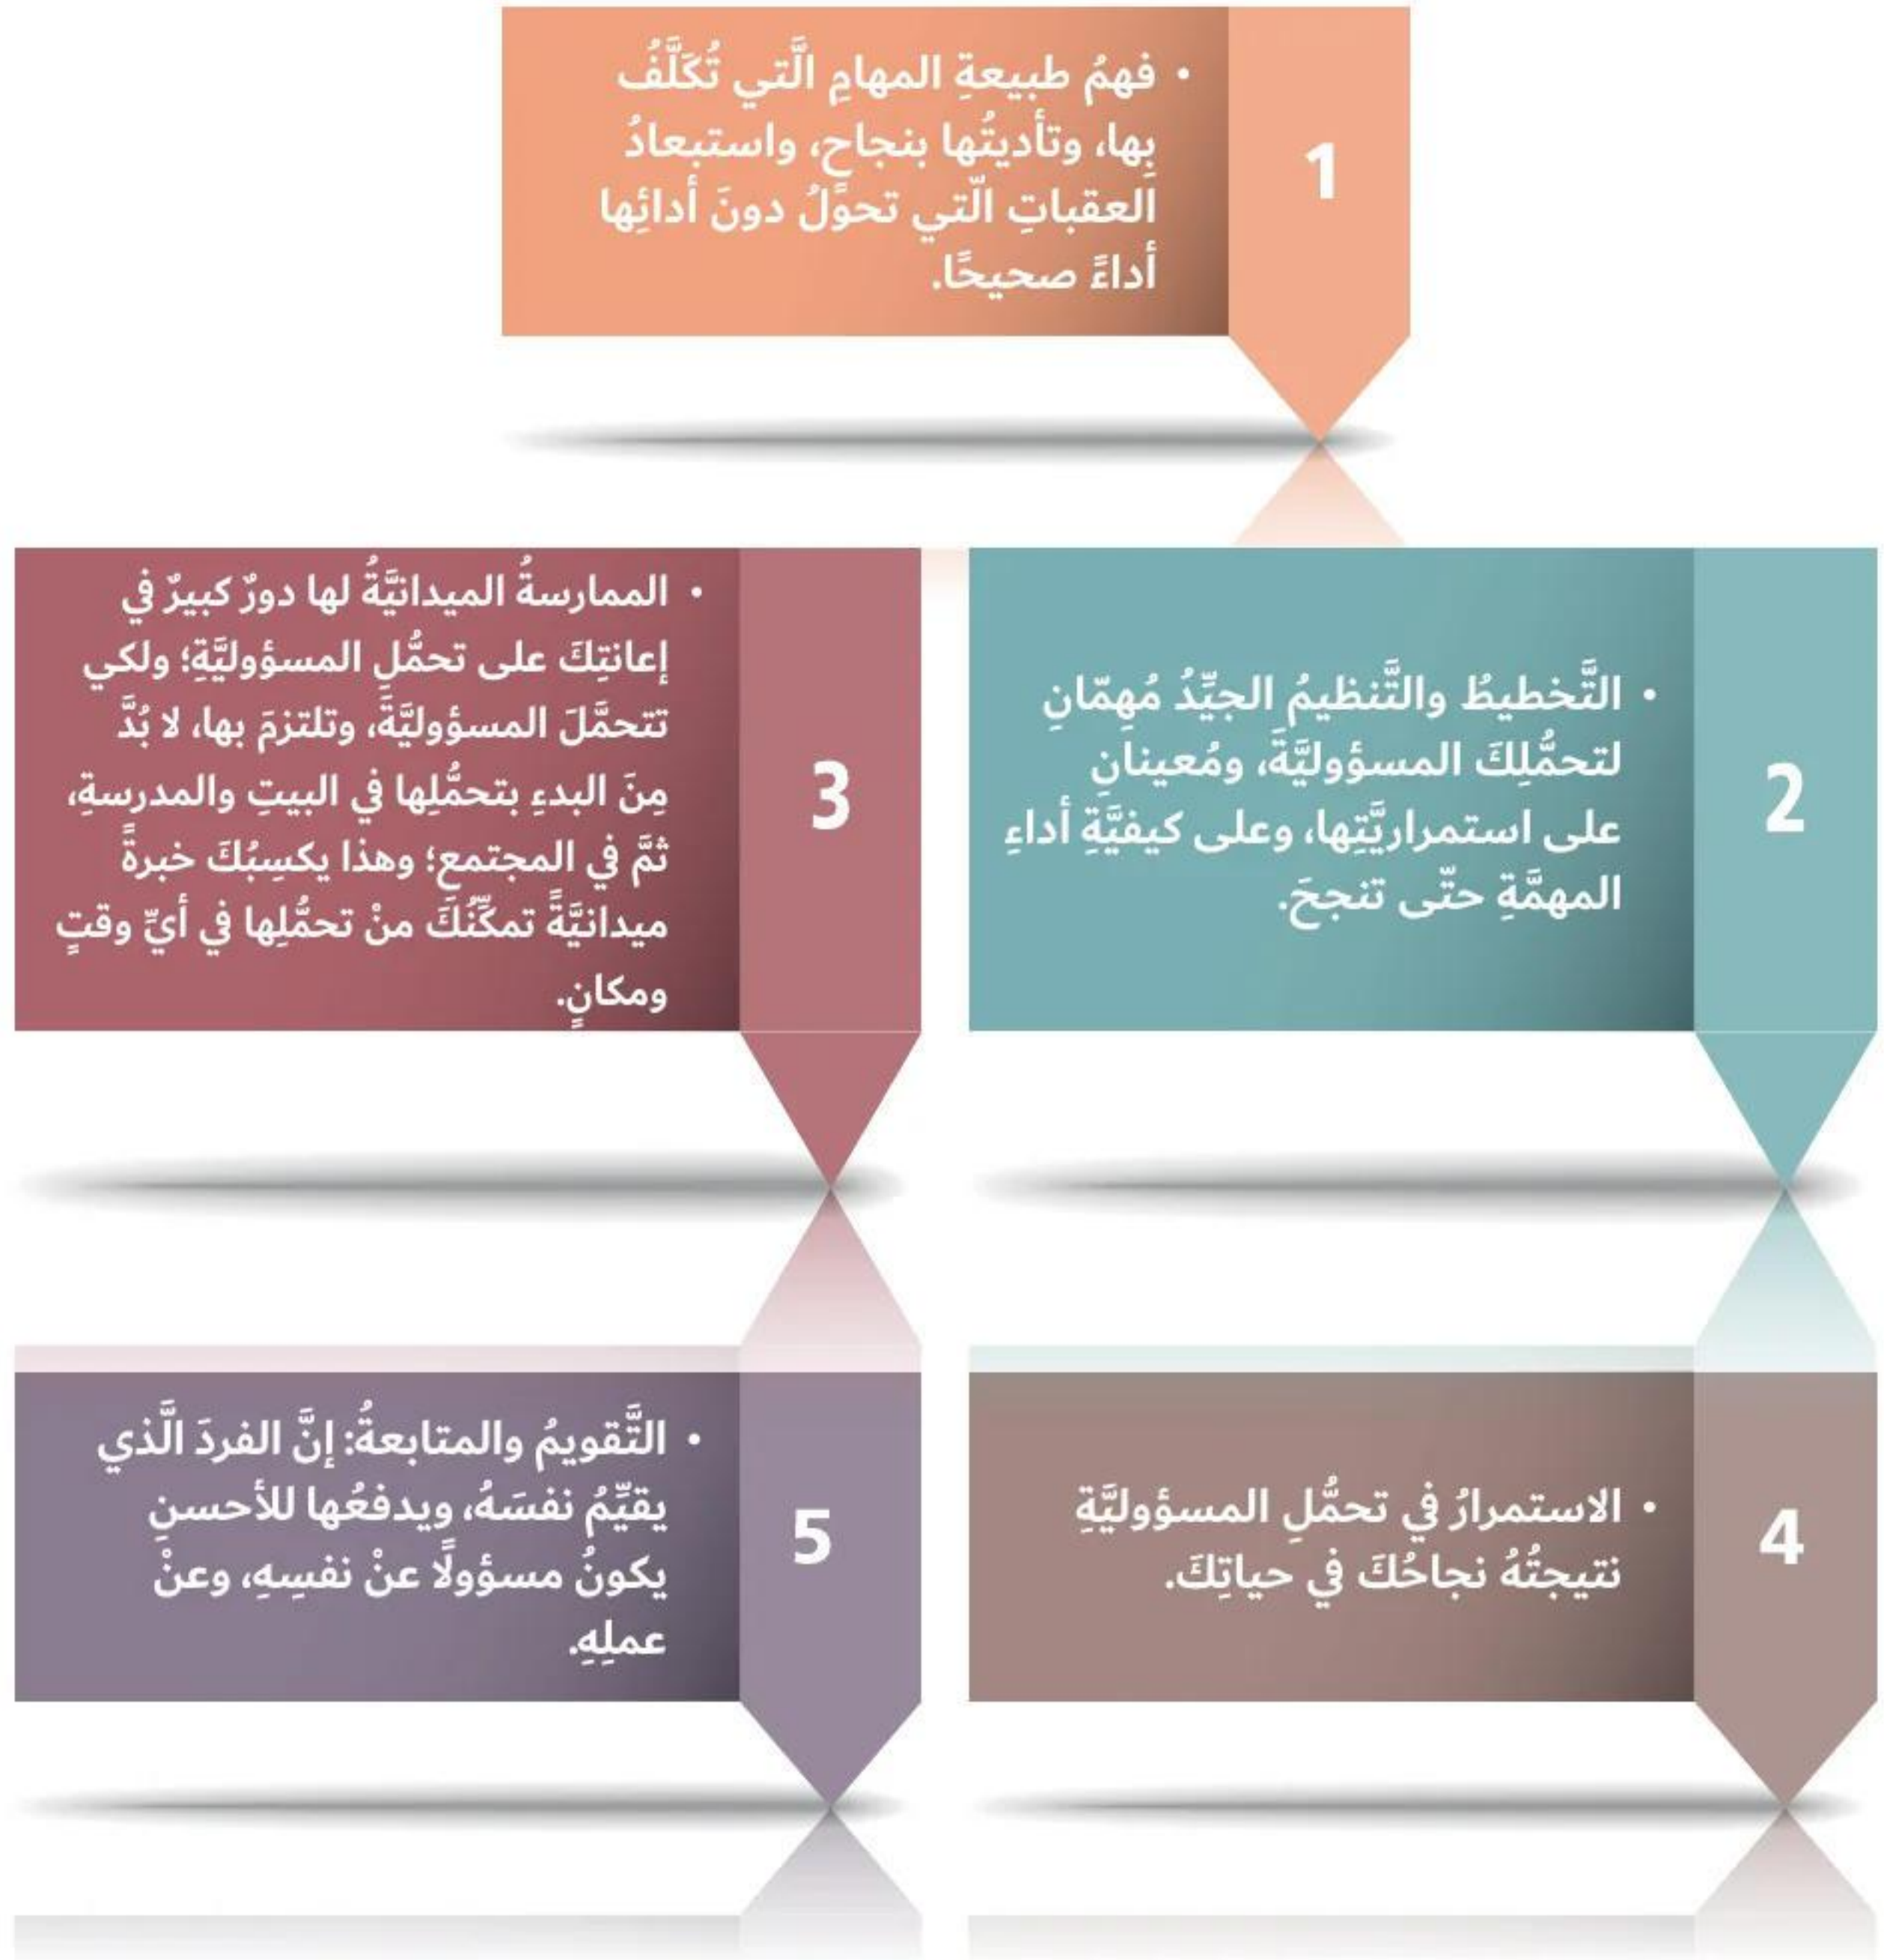 1
• فهمُ طبيعةِ المهامِ الَّتي تُكَلَّفُ
بِها، وتأديتُها بنجاحٍ، واستبعادُ
العقباتِ الّتي تحوّلُ دونَ أدائِها
أداءً صحيحًا.
2
• التَّخطيطُ والتَّنظيمُ الجيِّدُ مُهِمّانِ
لتحمُّلِكَ المسؤوليَّةَ، ومُعينانِ
على استمراريَّتِها، وعلى كيفيَّةِ أداءِ
المهمَّةِ حتّى تنجحَ.
3
• الممارسةُ الميدانيَّةُ لها دورٌ كبيرٌ في
إعانتِكَ على تحمُّلِ المسؤوليَّةِ؛ ولكي
تتحمَّلَ المسؤوليَّةَ، وتلتزمَ بها، لا بُدَّ
مِنَ البدءِ بتحمُّلِها في البيتِ والمدرسةِ،
ثمَّ في المجتمعِ؛ وهذا يكسِبُكَ خبرةً
ميدانيَّةً تمكِّنُكَ منْ تحمُّلِها في أيِّ وقتٍ
ومكانٍ.
4
• الاستمرارُ في تحمُّلِ المسؤوليَّةِ
نتيجتُهُ نجاحُكَ في حياتِكَ.
5
• التَّقويمُ والمتابعةُ: إنَّ الفردَ الَّذي
يقيِّمُ نفسَهُ، ويدفعُها للأحسنِ
يكونُ مسؤولًا عنْ نفسِهِ، وعنْ
عملِهِ.